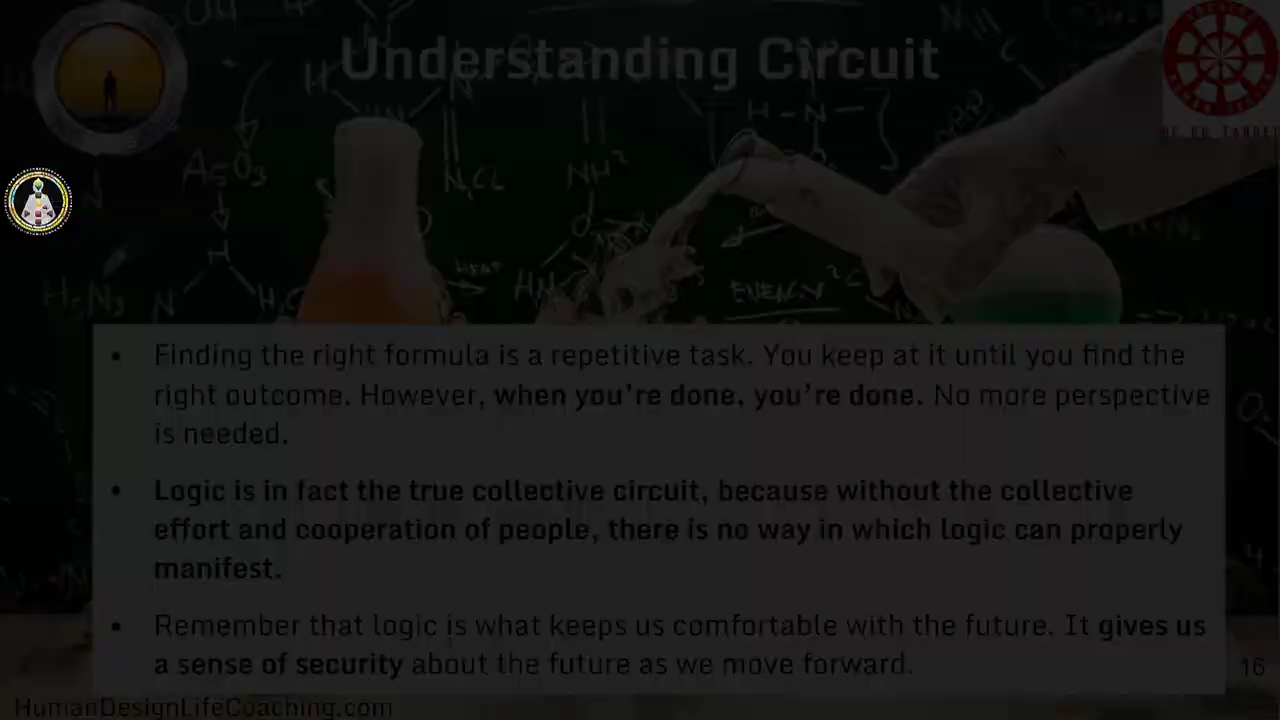 Understanding Circuit
• Finding the right formula is a repetitive task. You keep at it until you find the
right outcome. However, when you're done, you're done. No more perspective
is needed.
• Logic is in fact the true collective circuit, because without the collective
effort and cooperation of people, there is no way in which logic can properly
manifest.
• Remember that logic is what keeps us comfortable with the future. It gives us
a sense of security about the future as we move forward.
16
HumanDesignLifeCoaching.com
HEAT
ENERGY